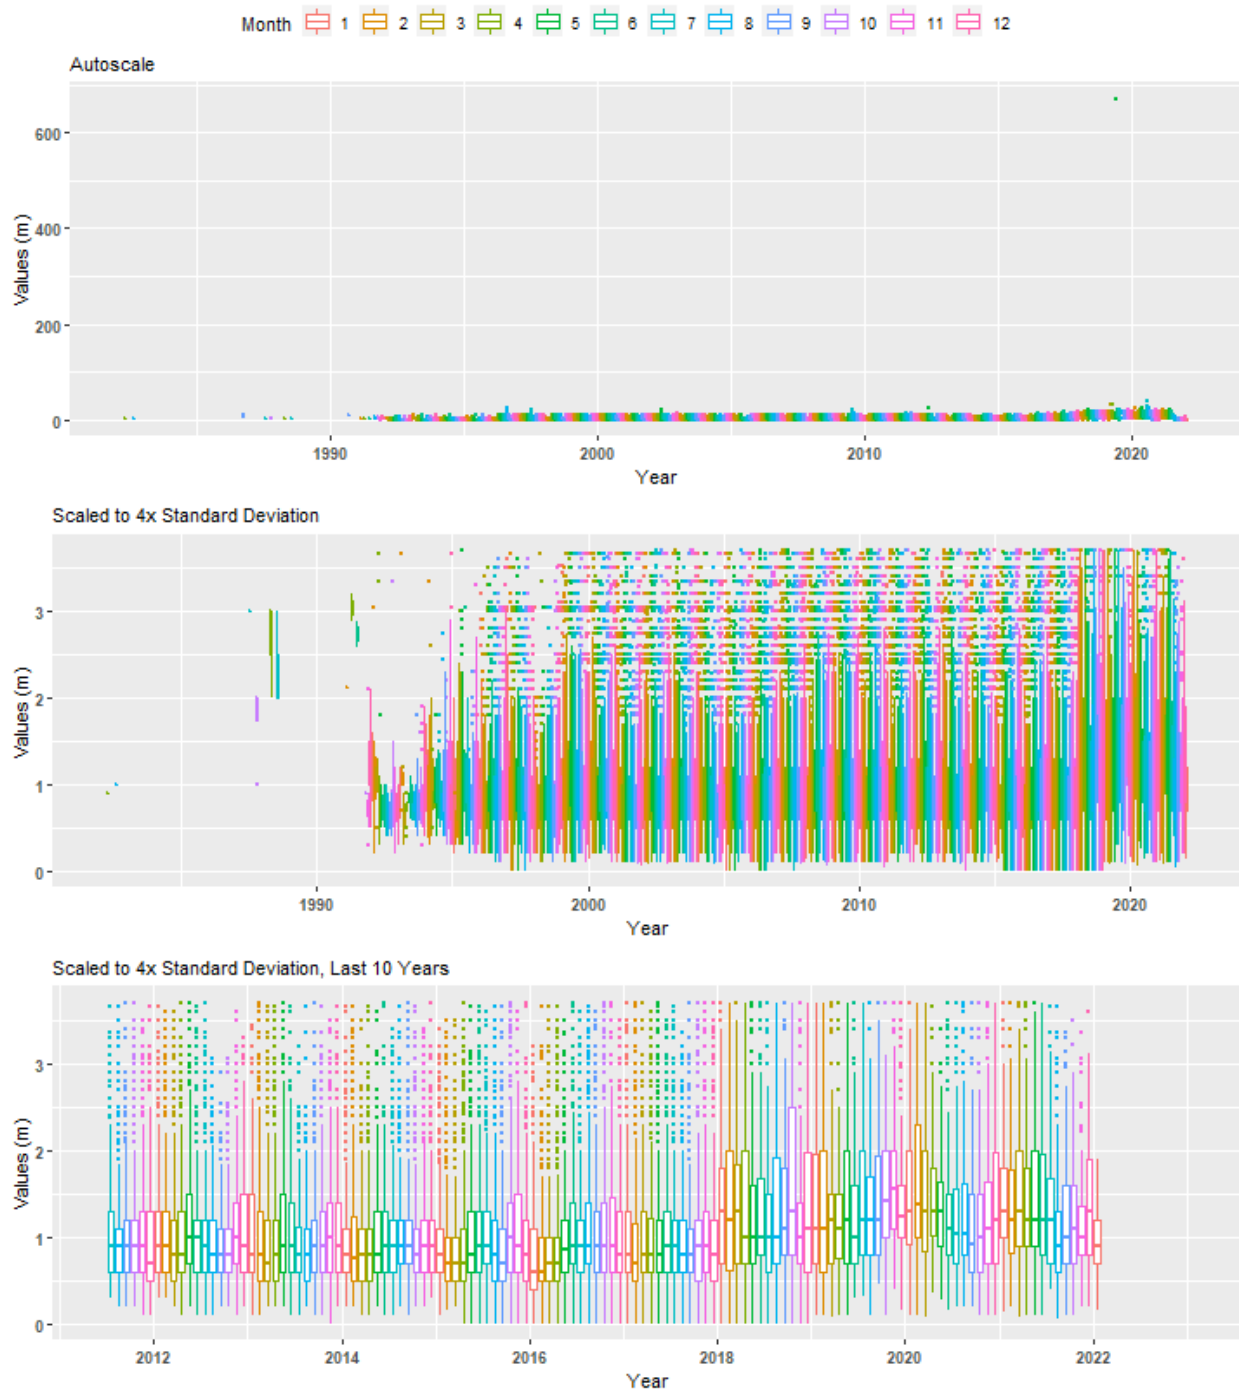 Month 1 2 3 4 5 6 7 8 9 10 11 12
Autoscale
600
400
200
0
Values (m)
1990 2000 2010 2020
Year
Scaled to 4x Standard Deviation
3
2
1
0
Values (m)
1990 2000 2010 2020
Year
Scaled to 4x Standard Deviation, Last 10 Years
3
2
1
0
Values (m)
2012 2014 2016 2018 2020 2022
Year